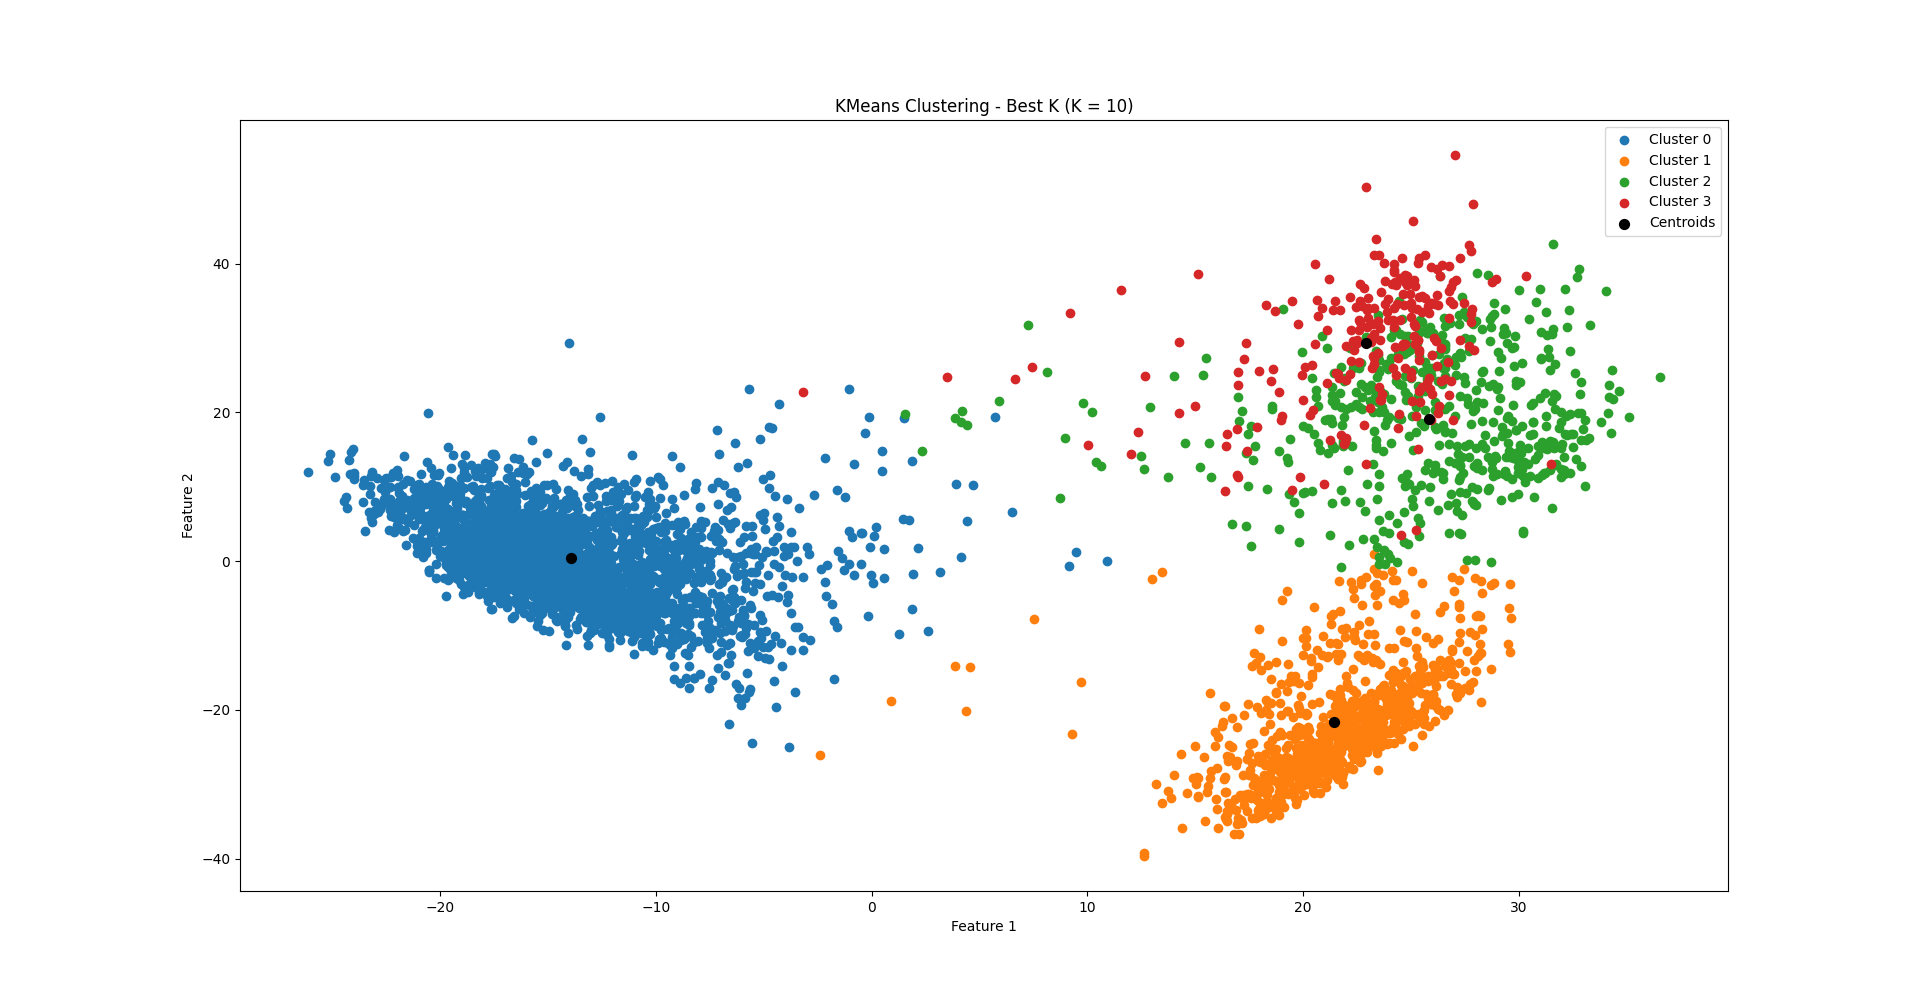 KMeans Clustering - Best K (K = 10)
Cluster 0
Cluster 1
Cluster 2
Cluster 3
Centroids
40
20
0
−20
−40
Feature 2
−20
−10
0
10
20
30
Feature 1